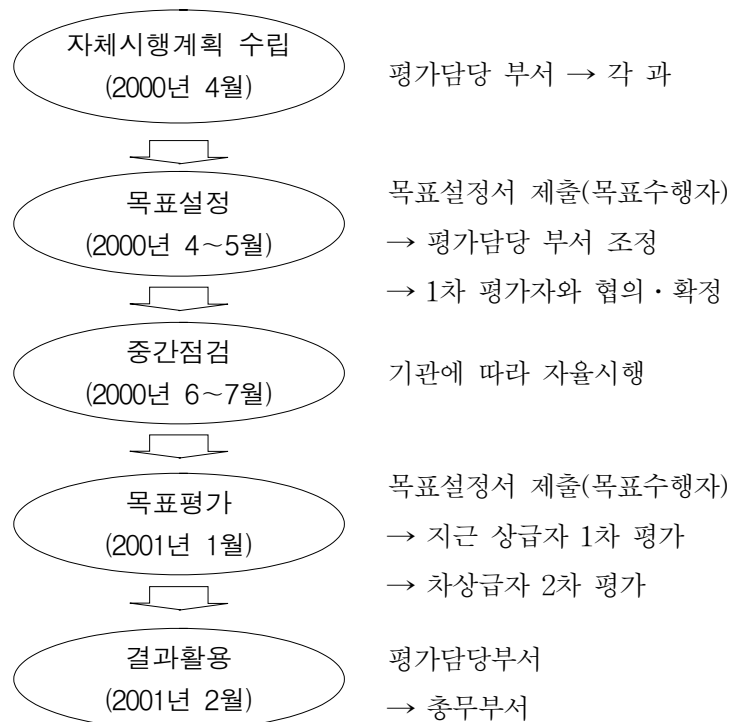 자체시행계획 수립
(2000년 4월)
평가담당 부서 → 각 과
목표설정
(2000년 4～5월)
목표설정서 제출(목표수행자)
→ 평가담당 부서 조정
→ 1차 평가자와 협의・확정
중간점검
(2000년 6～7월)
기관에 따라 자율시행
목표평가
(2001년 1월)
목표설정서 제출(목표수행자)
→ 지근 상급자 1차 평가
→ 차상급자 2차 평가
결과활용
(2001년 2월)
평가담당부서
→ 총무부서